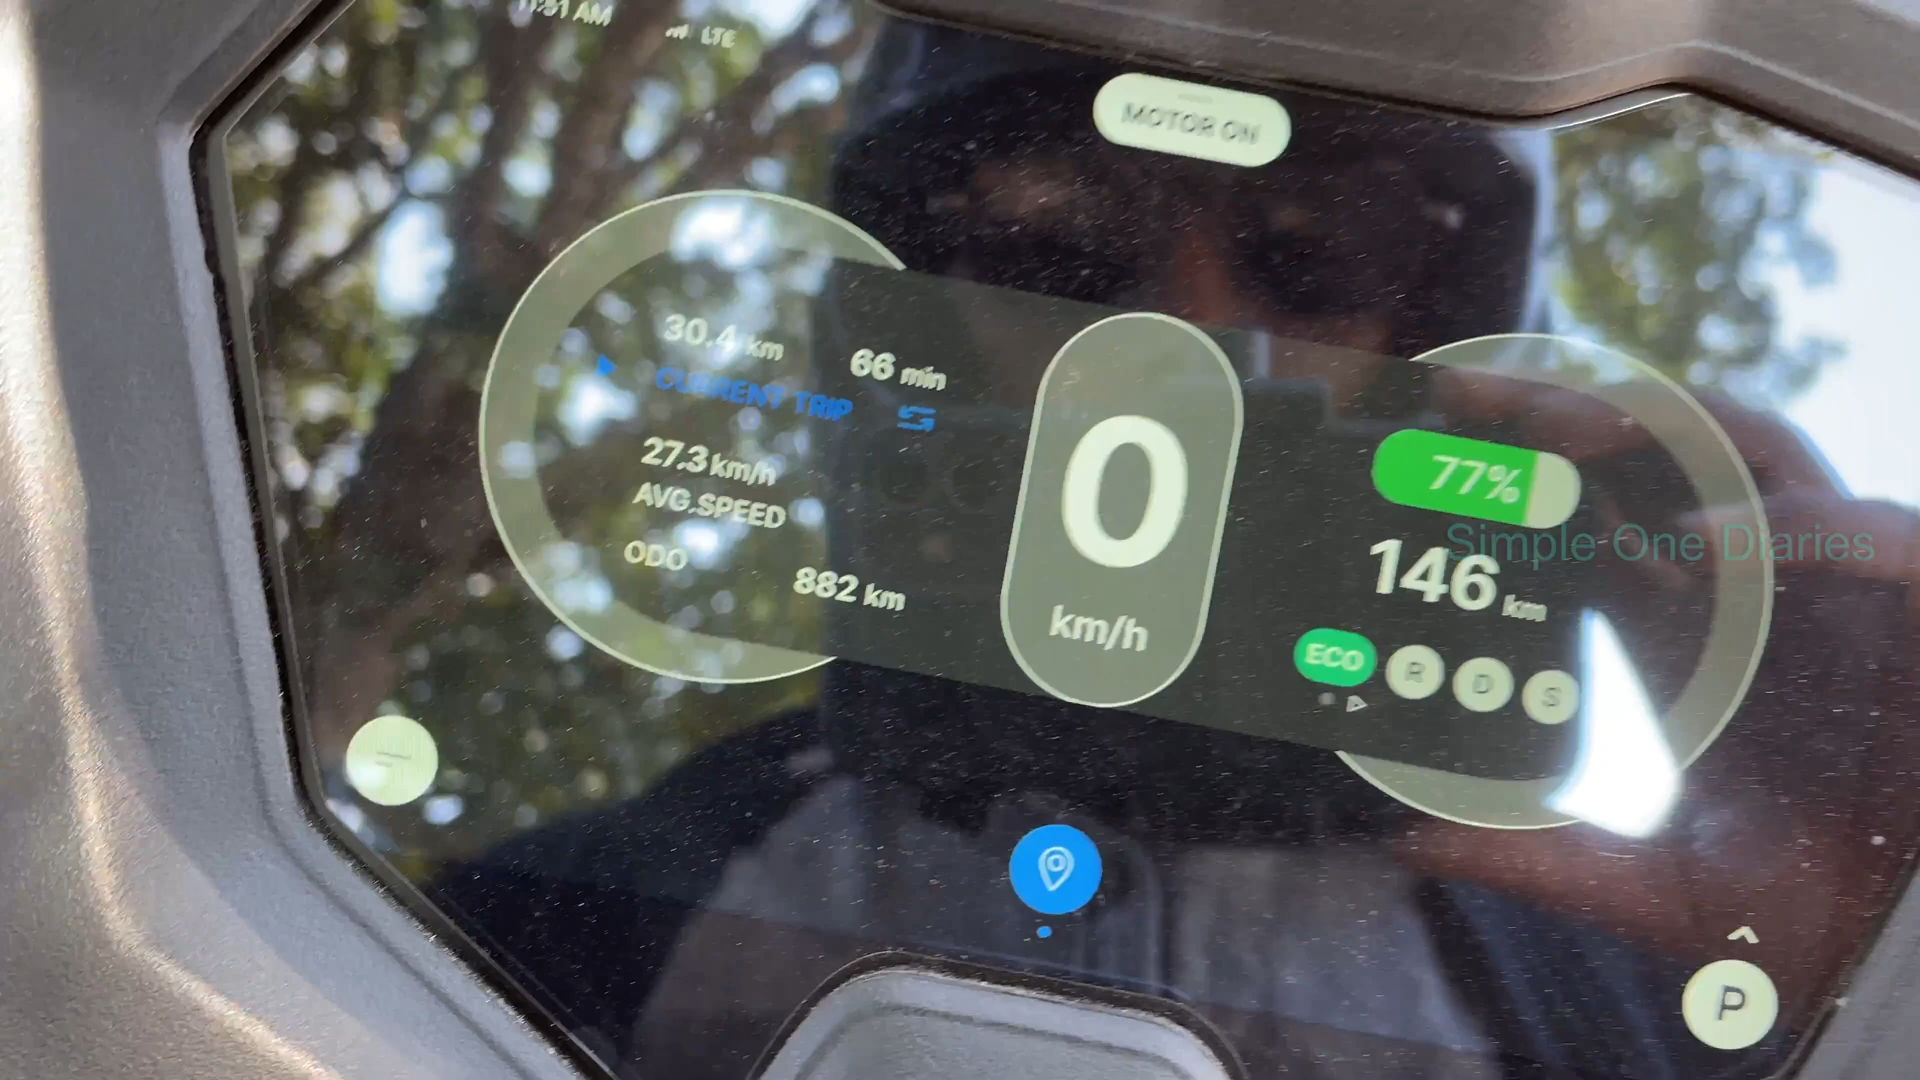 11:51 AM
LTE
MOTOR ON
30.4 km
66 min
CURRENT TRIP
27.3 km/h
AVG.SPEED
ODO
882 km
0
km/h
77%
146 km
Simple One Diaries
ECO R D S
P